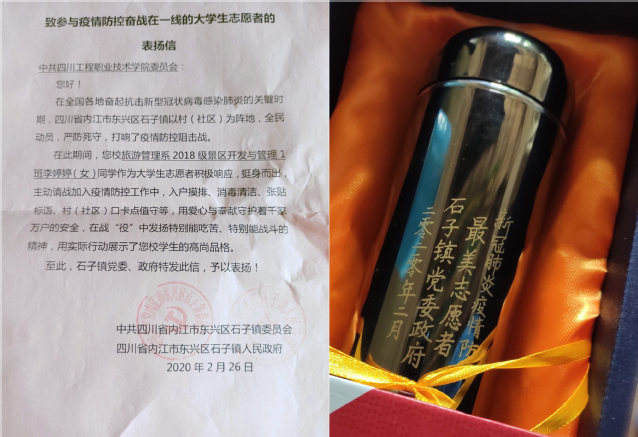 致参与疫情防控奋战在一线的大学生志愿者的
表扬信
中共四川工程职业技术学院委员会：
您好！
在全国各地奋起抗击新型冠状病毒感染肺炎的关键时
期，四川省内江市东兴区石子镇以村（社区）为阵地，全民
动员，严防死守，打响了疫情防控阻击战。
在此期间，您校旅游管理系2018级景区开发与管理1
班李婷婷（女）同学作为大学生志愿者积极响应，挺身而出，
主动请战加入疫情防控工作中，入户摸排、消毒清洁、张贴
标语、村（社区）口卡点值守等，用爱心与奉献守护着千家
万户的安全，在战“役”中发扬特别能吃苦、特别能战斗的
精神，用实际行动展示了您校学生的高尚品格。
至此，石子镇党委、政府特发此信，予以表扬！
中共四川省内江市东兴区石子镇委员会
四川省内江市东兴区石子镇人民政府
2020年2月26日
新冠肺炎疫情防
最美志愿者
石子镇党委政府
二零二零年二月